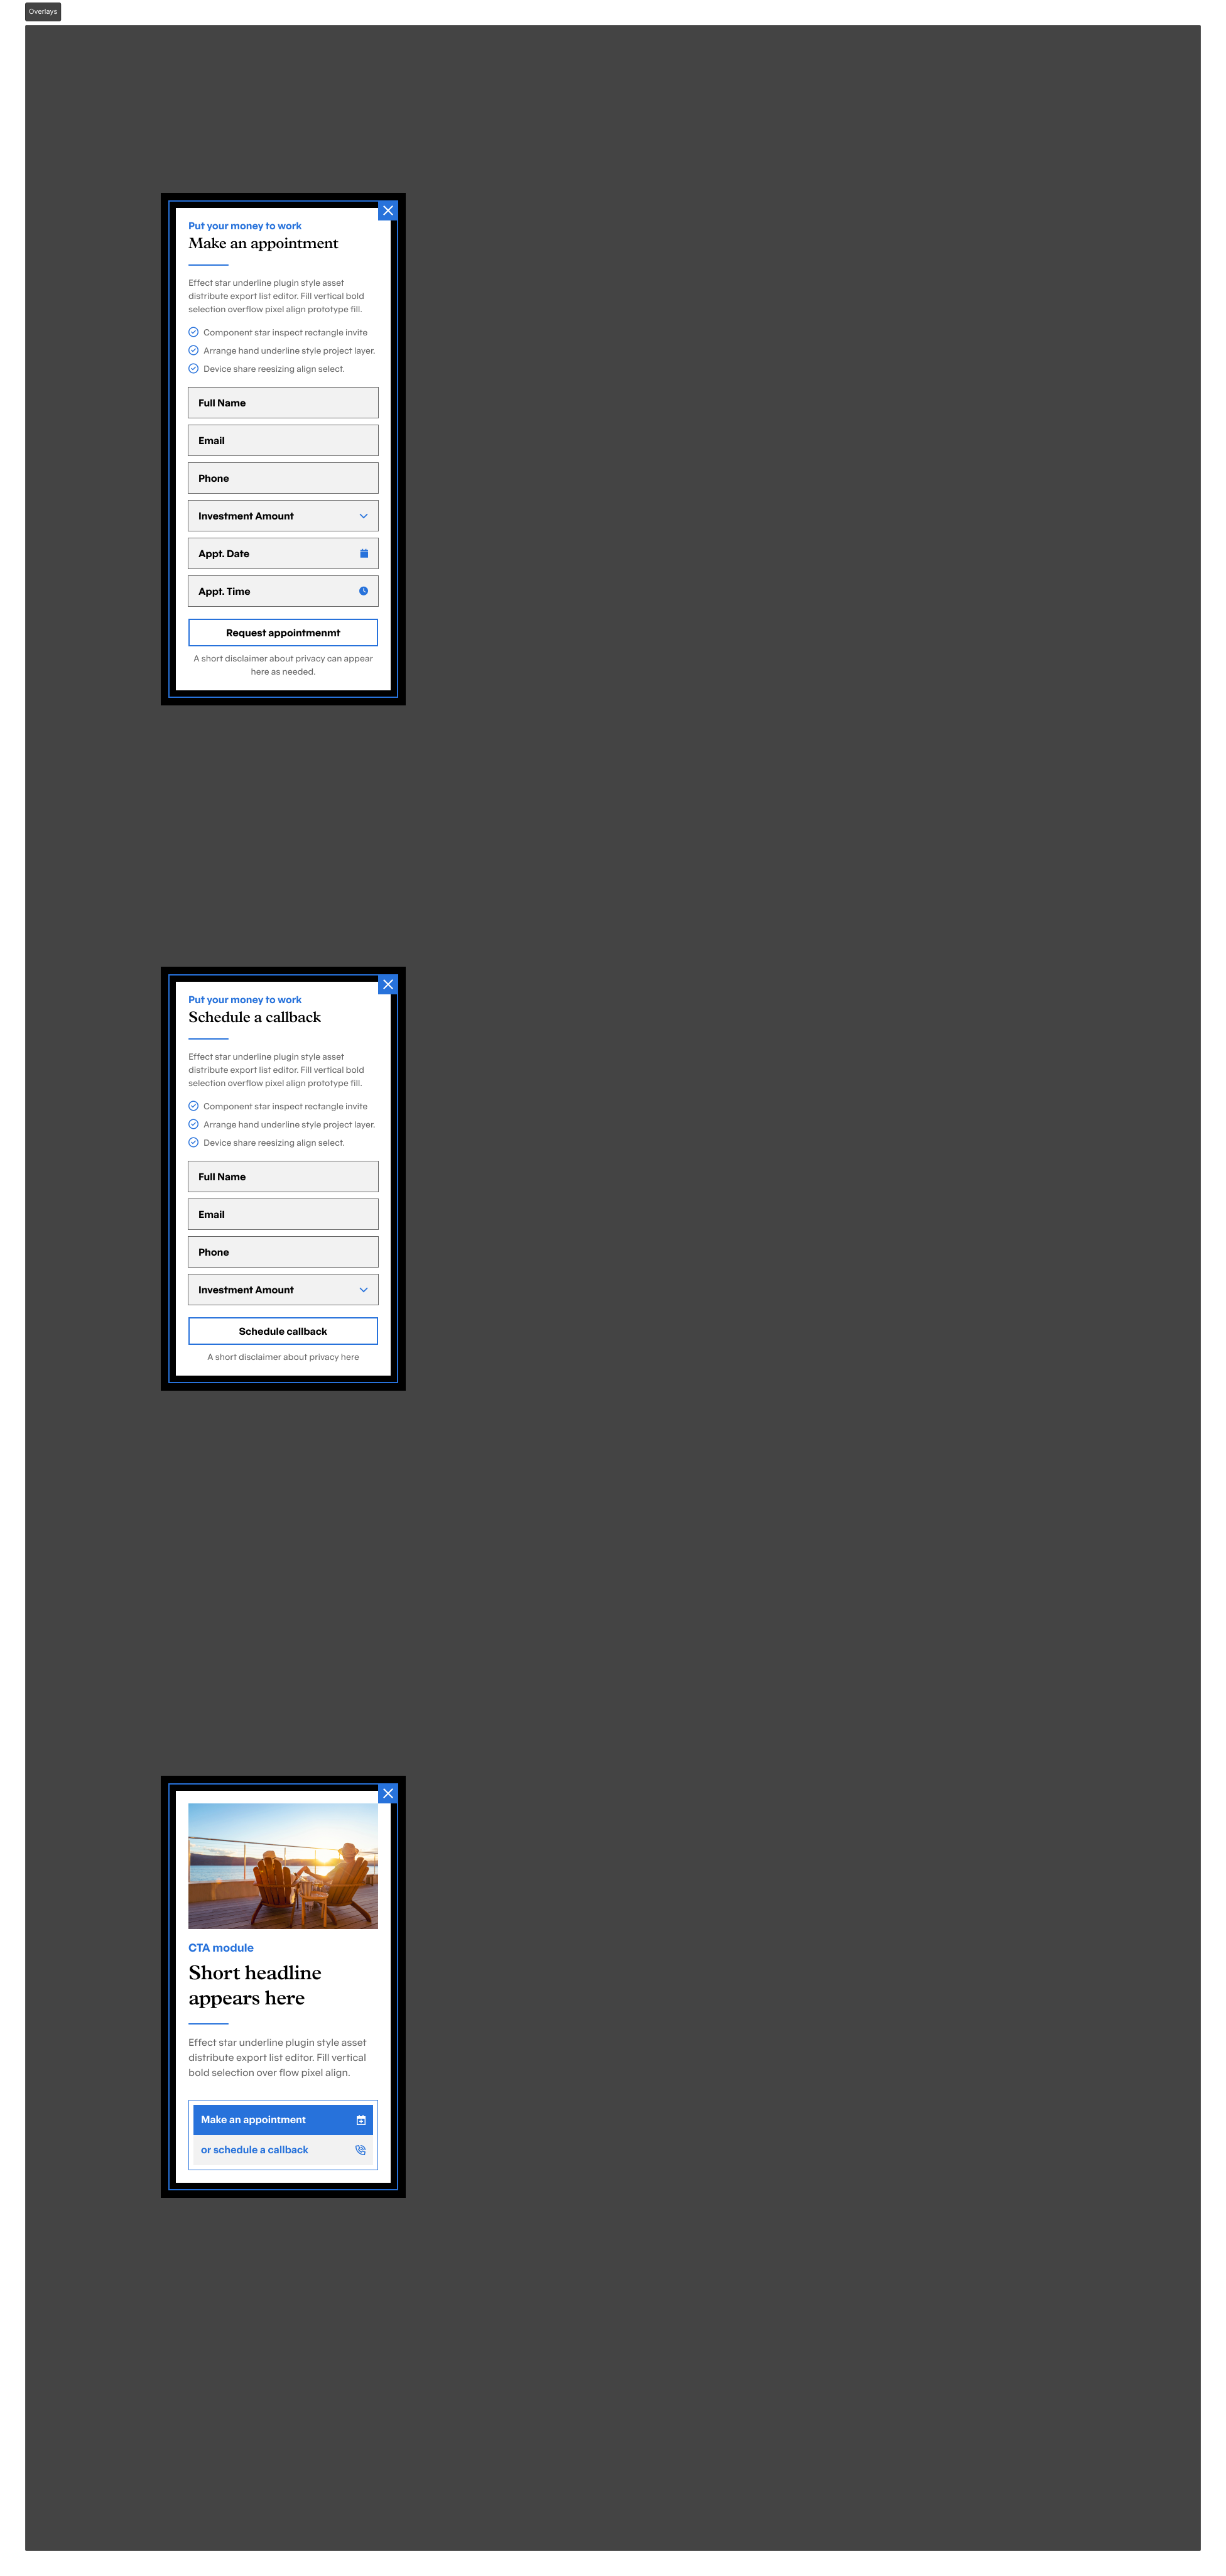 Overlays
Put your money to work
Make an appointment
Effect star underline plugin style asset
distribute export list editor. Fill vertical bold
selection overflow pixel align prototype fill.
Component star inspect rectangle invite
Arrange hand underline style project layer.
Device share reesizing align select.
Full Name
Email
Phone
Investment Amount
Appt. Date
Appt. Time
Request appointmenmt
A short disclaimer about privacy can appear
here as needed.
Put your money to work
Schedule a callback
Effect star underline plugin style asset
distribute export list editor. Fill vertical bold
selection overflow pixel align prototype fill.
Component star inspect rectangle invite
Arrange hand underline style project layer.
Device share reesizing align select.
Full Name
Email
Phone
Investment Amount
Schedule callback
A short disclaimer about privacy here
CTA module
Short headline
appears here
Effect star underline plugin style asset
distribute export list editor. Fill vertical
bold selection over flow pixel align.
Make an appointment
or schedule a callback